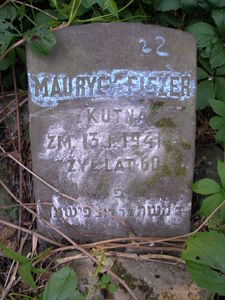 22
MAURYCY FISZER
Z KUTNA
ZM. 13.I.1941
ŻYŁ LAT 60